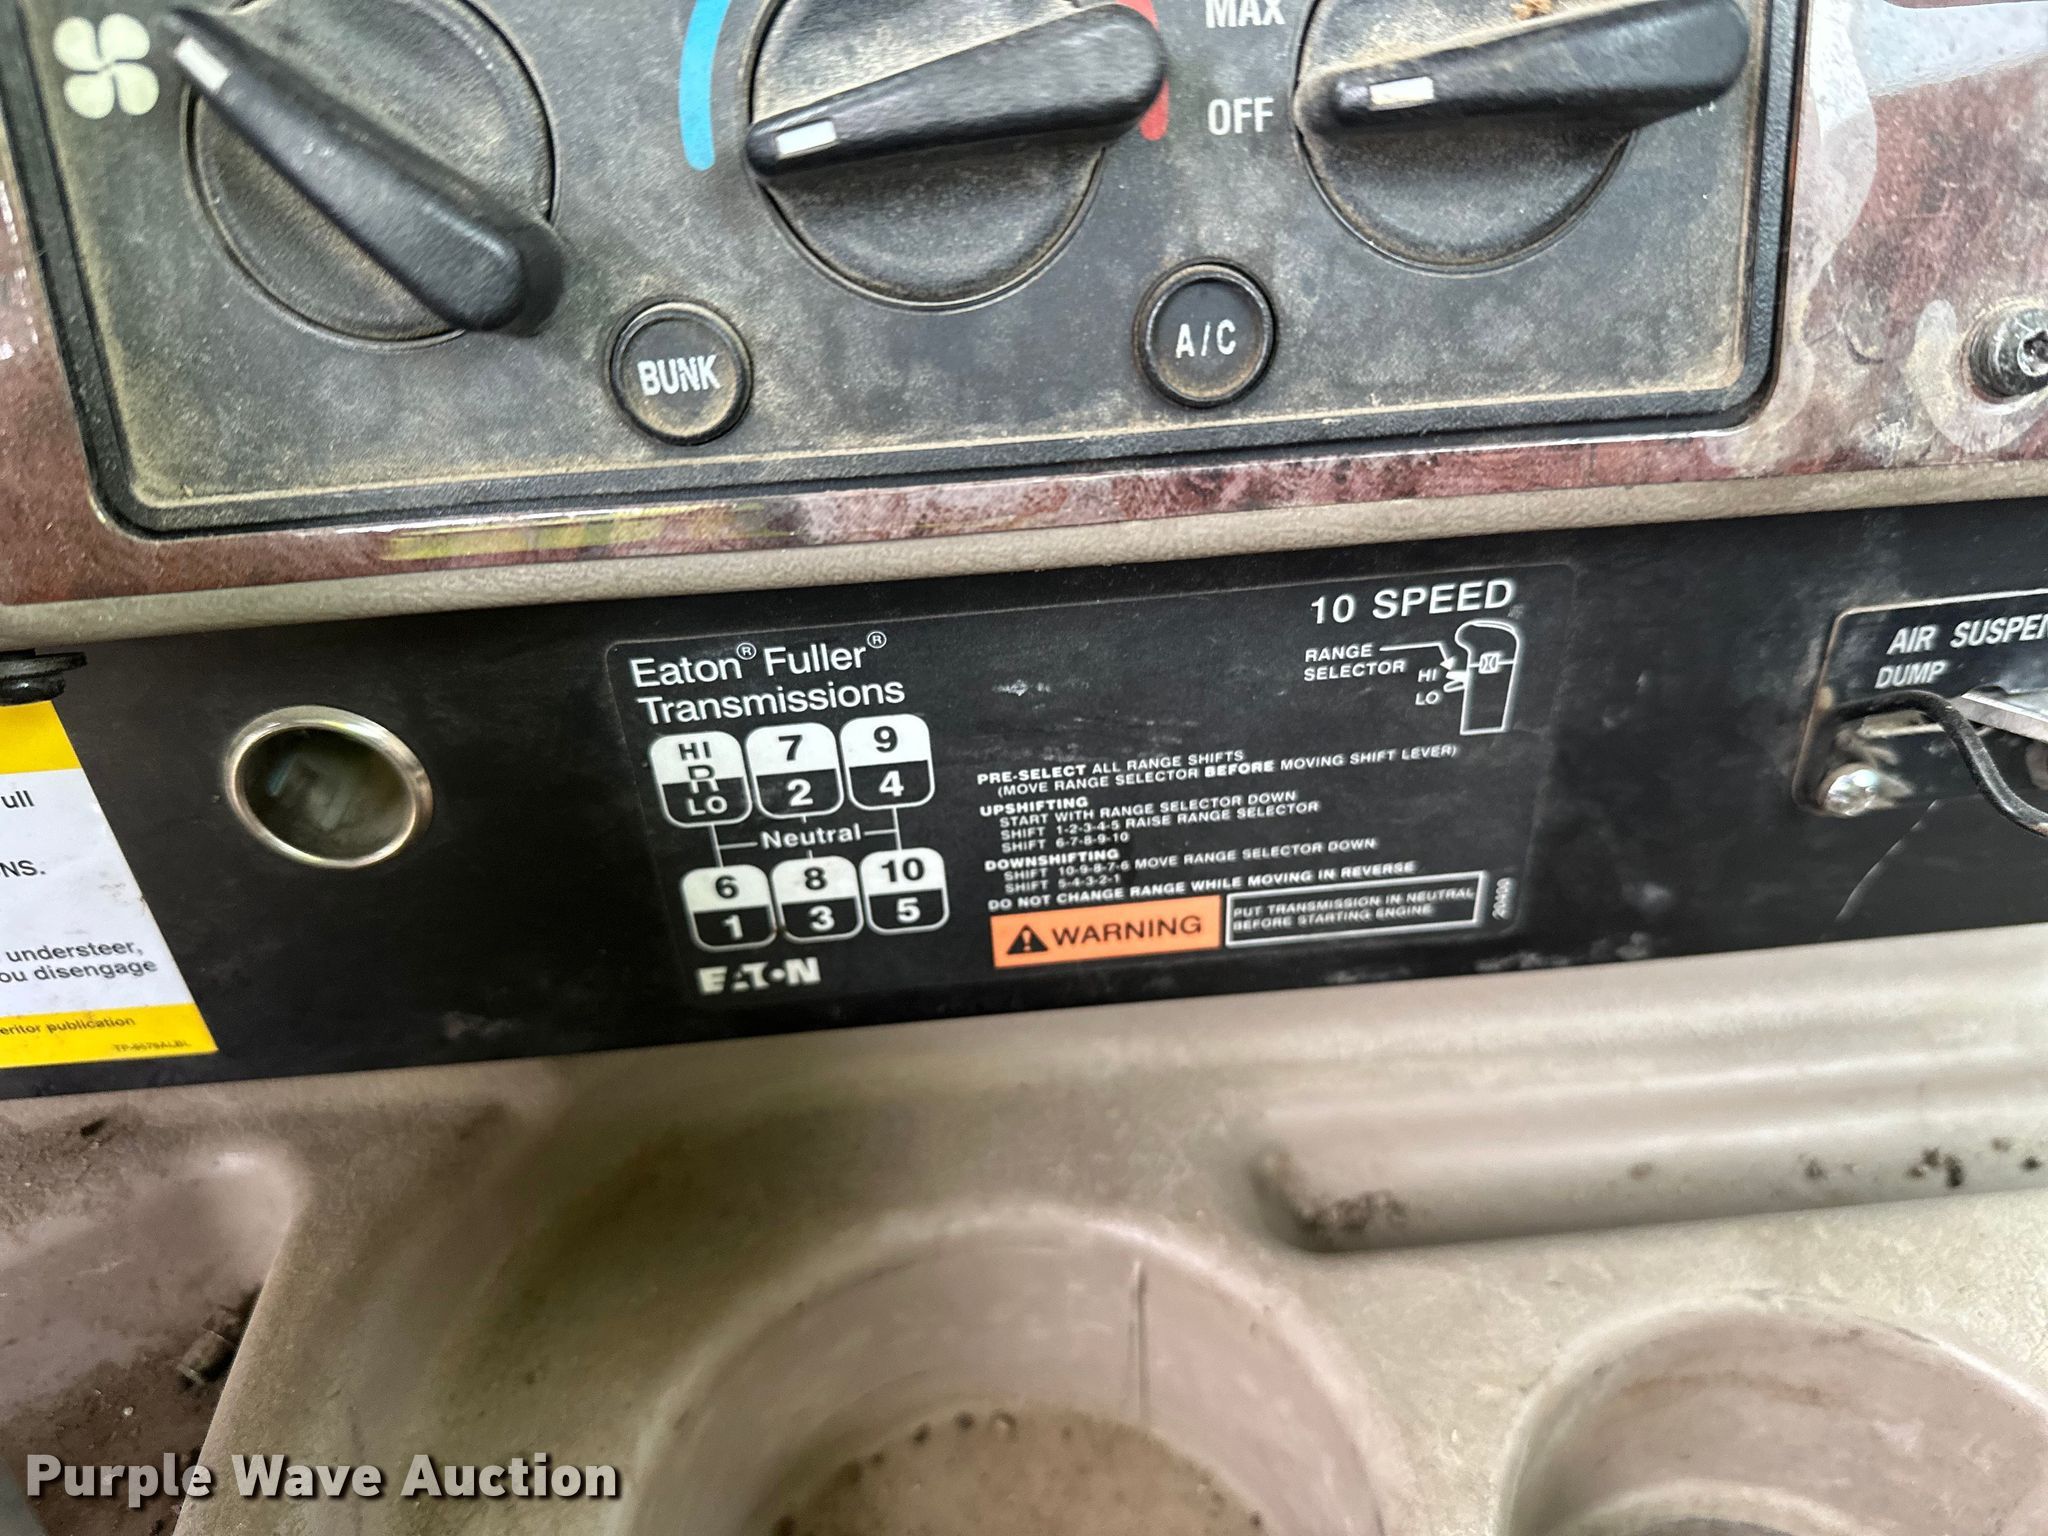 MAX
OFF
BUNK
A/C
Eaton® Fuller®
Transmissions
10 SPEED
RANGE
SELECTOR
HI
LO
HI
R
LO
7
2
9
4
Neutral
6
1
8
3
10
5
EATON
PRE-SELECT ALL RANGE SHIFTS
(MOVE RANGE SELECTOR BEFORE MOVING SHIFT LEVER)
UPSHIFTING
START WITH RANGE SELECTOR DOWN
SHIFT 1-2-3-4-5 RAISE RANGE SELECTOR
SHIFT 6-7-8-9-10
DOWNSHIFTING
SHIFT 10-9-8-7-6 MOVE RANGE SELECTOR DOWN
SHIFT 5-4-3-2-1
DO NOT CHANGE RANGE WHILE MOVING IN REVERSE
WARNING
PUT TRANSMISSION IN NEUTRAL
BEFORE STARTING ENGINE
20400
AIR SUSPEN
DUMP
ull
NS.
understeer,
ou disengage
eritor publication
TP-9579ALBL
Purple Wave Auction